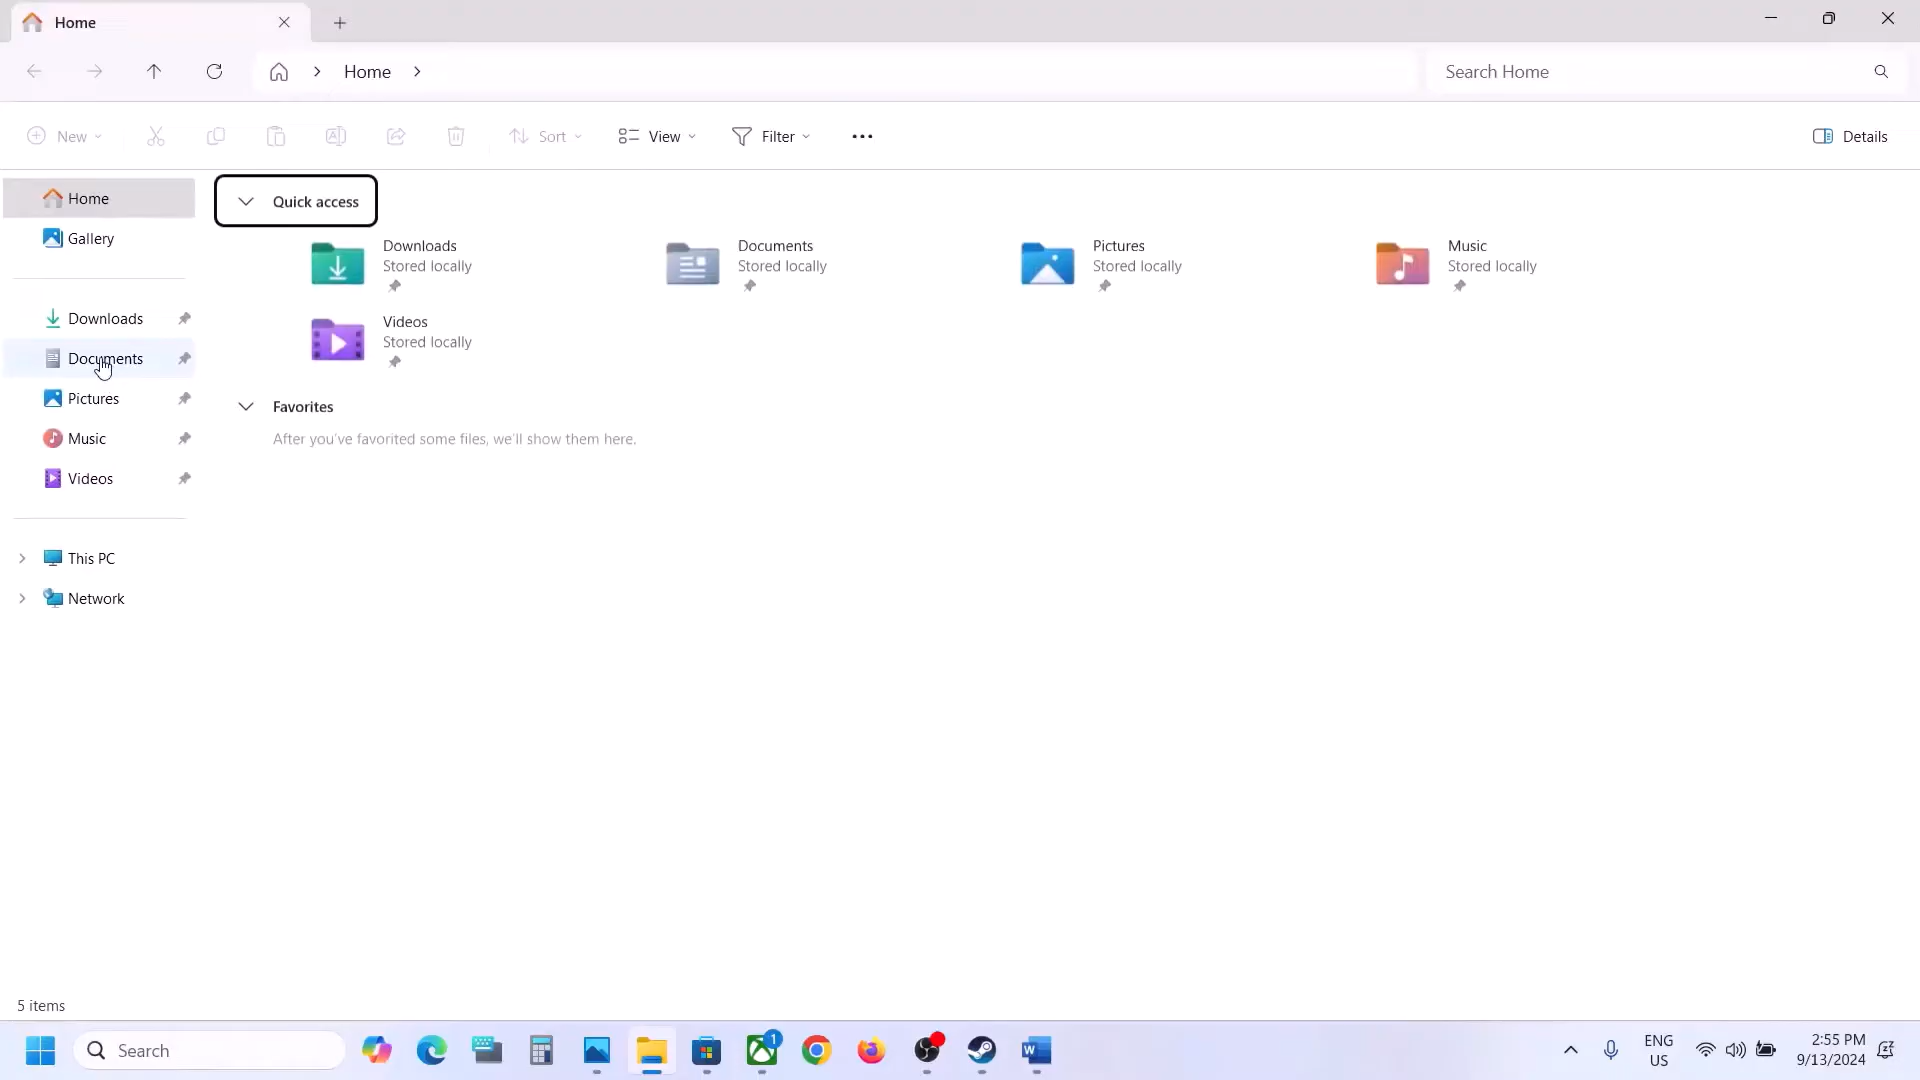 Home
Home
Search Home
New
Sort
View
Filter
Details
Home
Gallery
Downloads
Documents
Pictures
Music
Videos
This PC
Network
Quick access
Downloads
Stored locally
Documents
Stored locally
Pictures
Stored locally
Music
Stored locally
Videos
Stored locally
Favorites
After you've favorited some files, we'll show them here.
5 items
Search
1
W
ENG
US
2:55 PM
9/13/2024